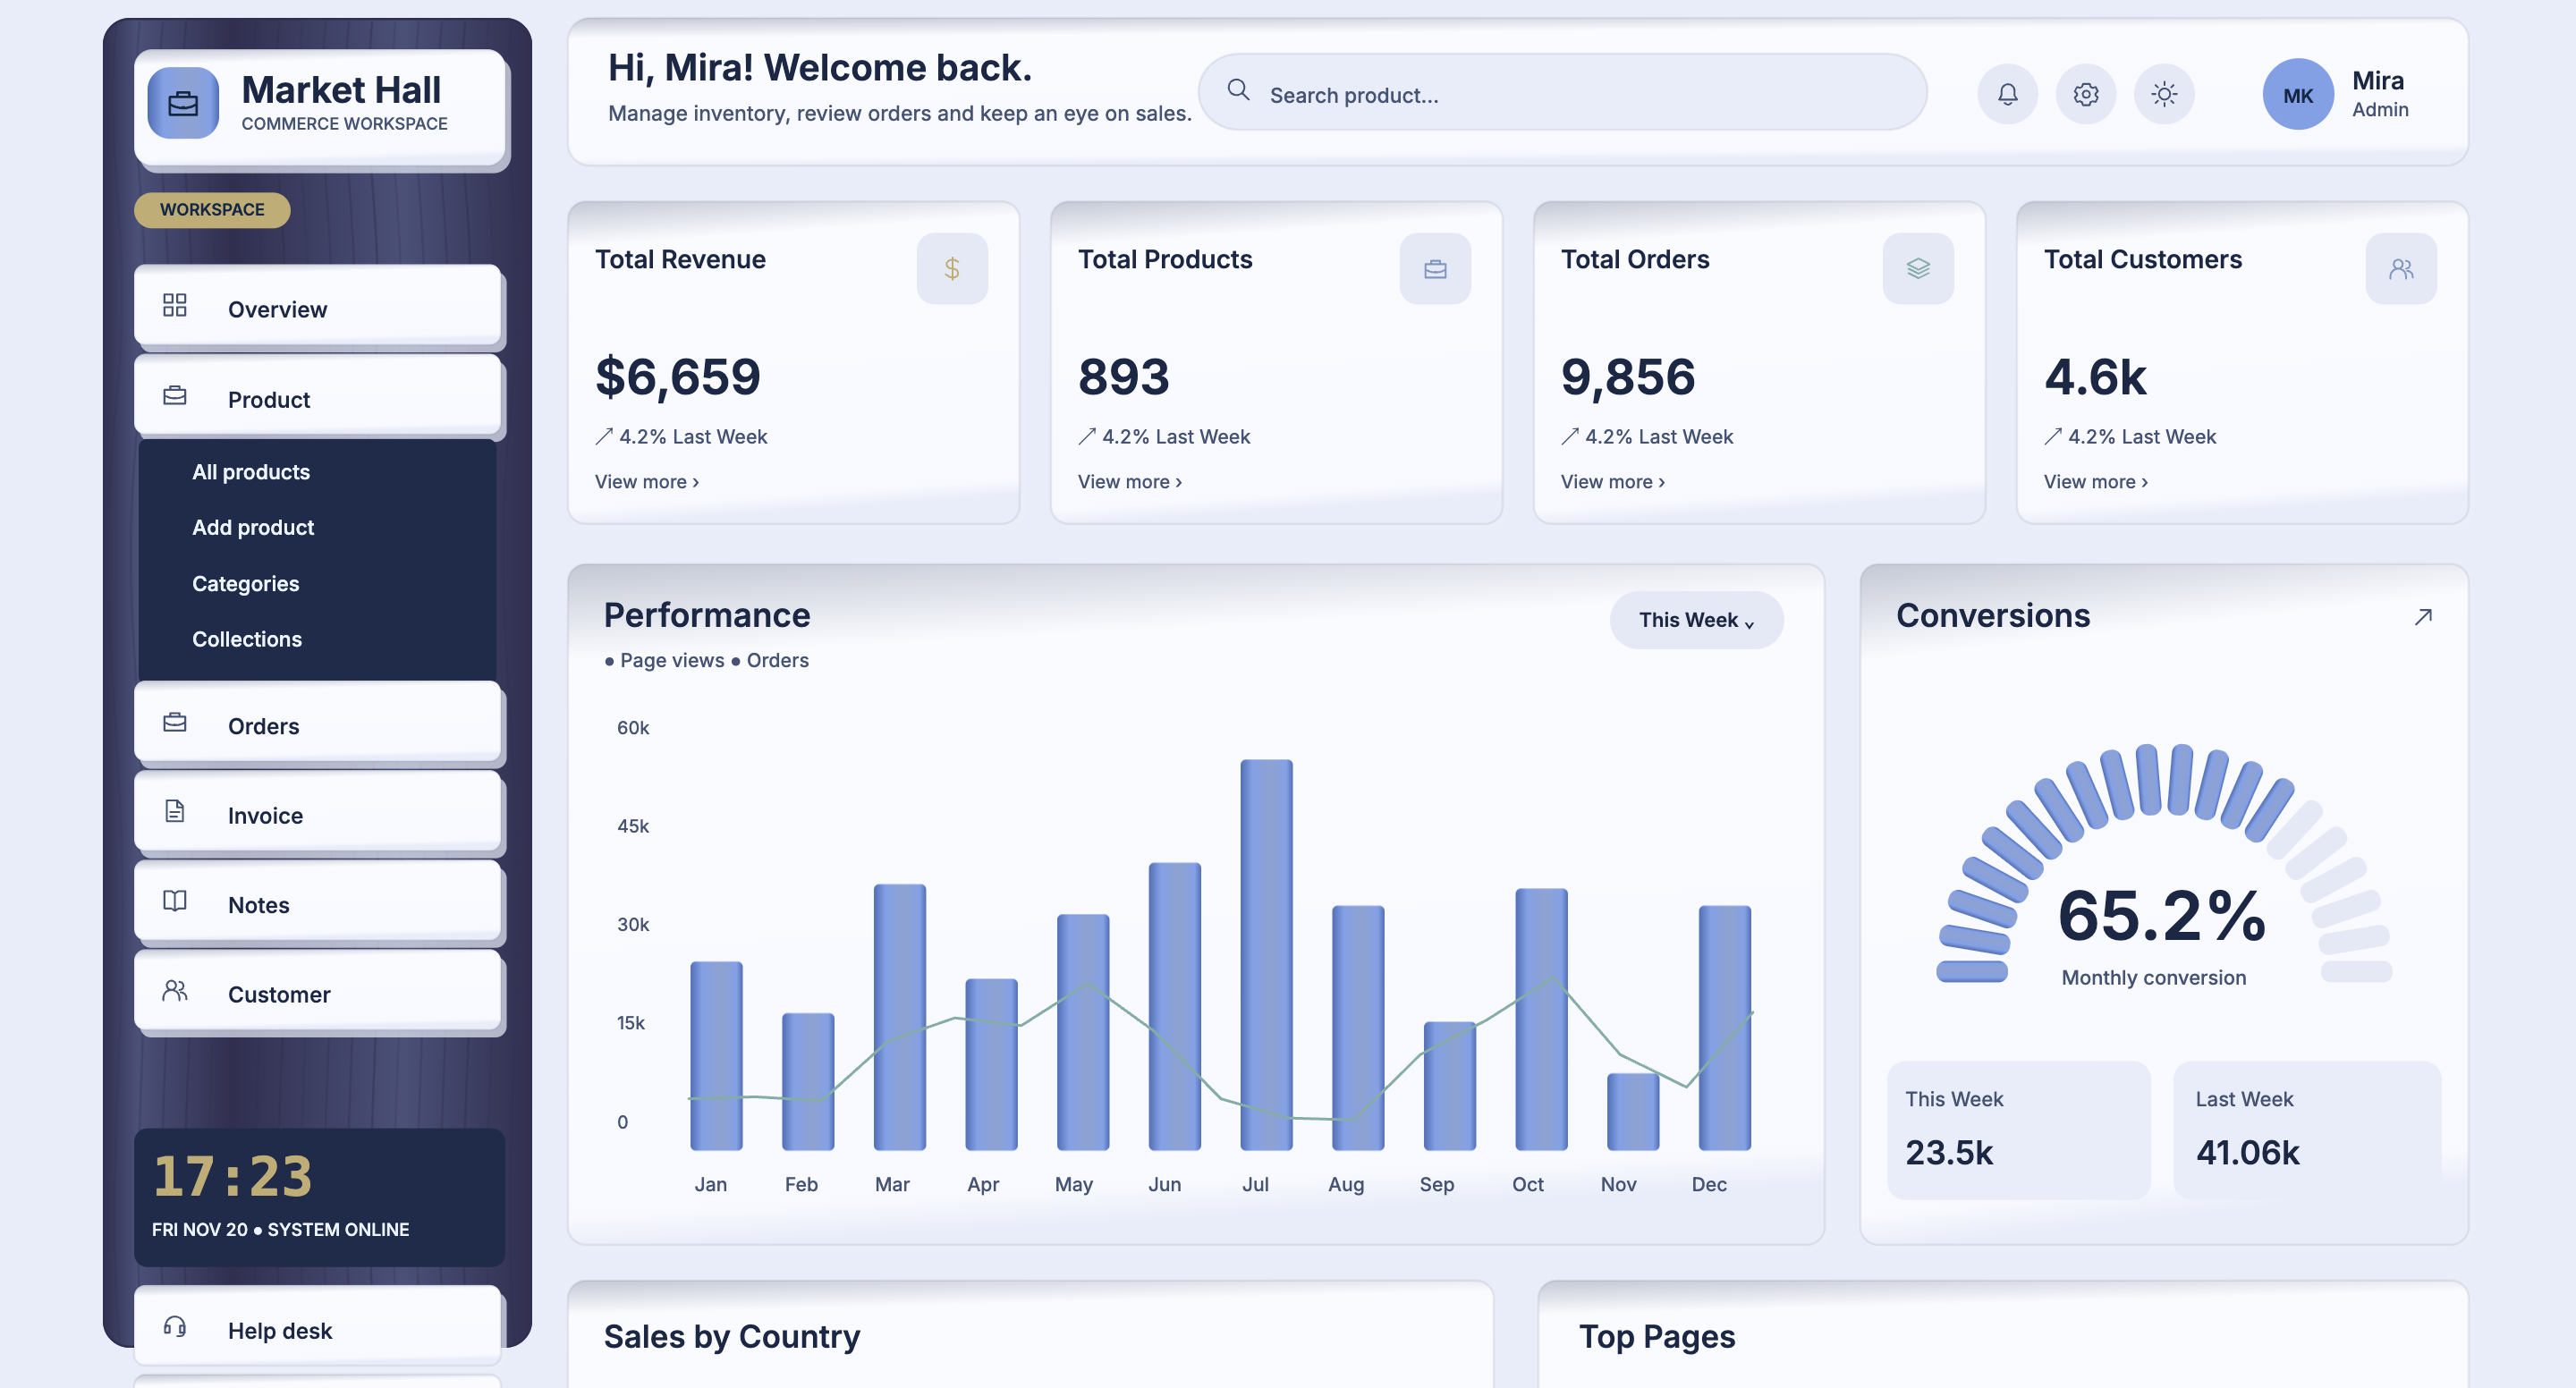 Market Hall
COMMERCE WORKSPACE
WORKSPACE
Overview
Product
All products
Add product
Categories
Collections
Orders
Invoice
Notes
Customer
17:23
FRI NOV 20 ● SYSTEM ONLINE
Help desk
Hi, Mira! Welcome back.
Manage inventory, review orders and keep an eye on sales.
Search product...
MK
Mira
Admin
Total Revenue
$
$6,659
↗ 4.2% Last Week
View more ›
Total Products
893
↗ 4.2% Last Week
View more ›
Total Orders
9,856
↗ 4.2% Last Week
View more ›
Total Customers
4.6k
↗ 4.2% Last Week
View more ›
Performance
● Page views ● Orders
This Week ⌄
60k
45k
30k
15k
0
Jan Feb Mar Apr May Jun Jul Aug Sep Oct Nov Dec
Conversions
65.2%
Monthly conversion
This Week
23.5k
Last Week
41.06k
Sales by Country
Top Pages